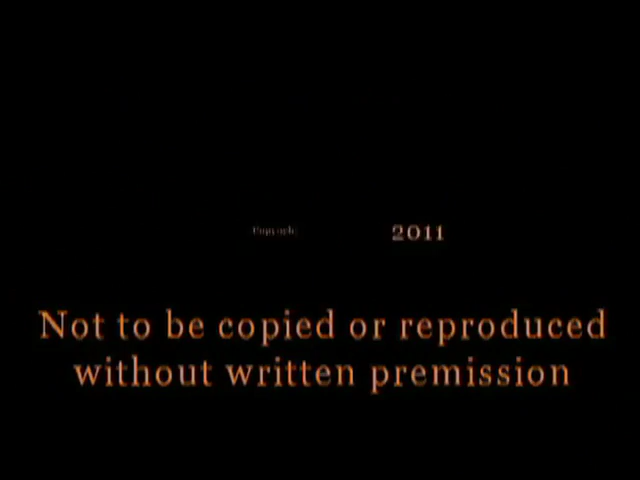 2011
Not to be copied or reproduced
without written premission